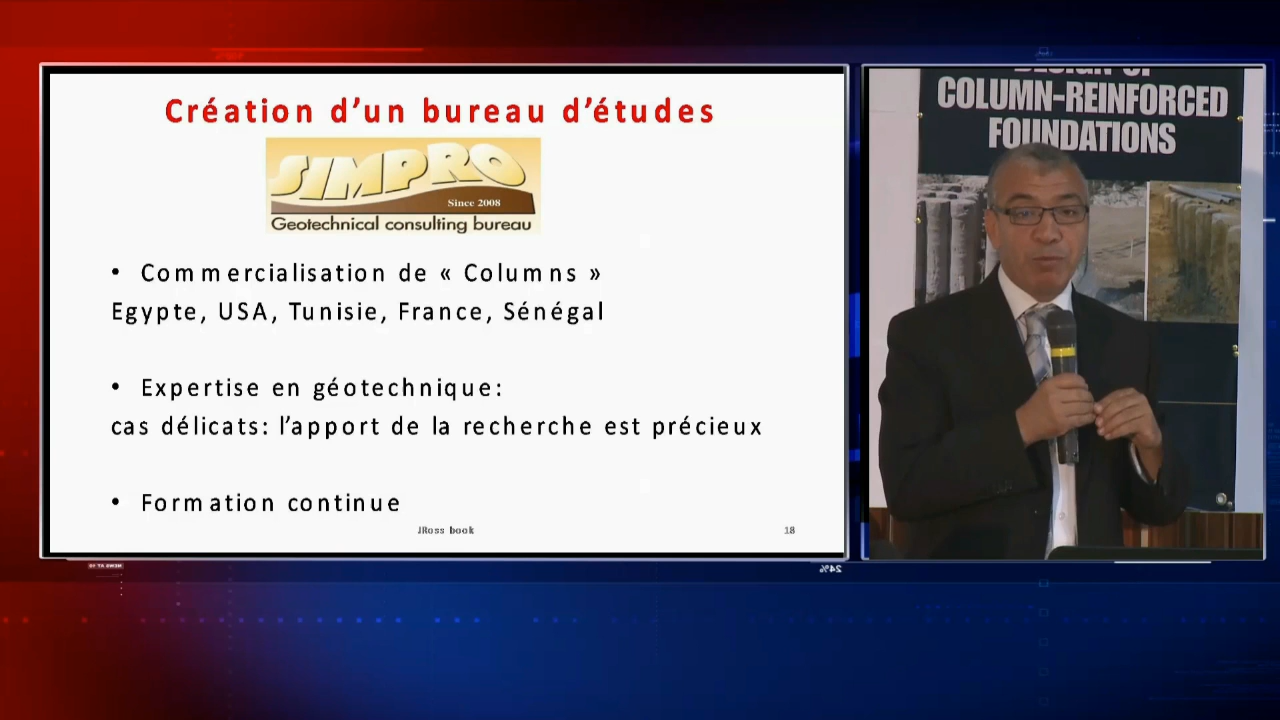 Création d'un bureau d'études
SIMPRO
Since 2008
Geotechnical consulting bureau
• Commercialisation de « Columns »
Egypte, USA, Tunisie, France, Sénégal
• Expertise en géotechnique:
cas délicats: l'apport de la recherche est précieux
• Formation continue
JRoss book
18
COLUMN-REINFORCED
FOUNDATIONS
24%